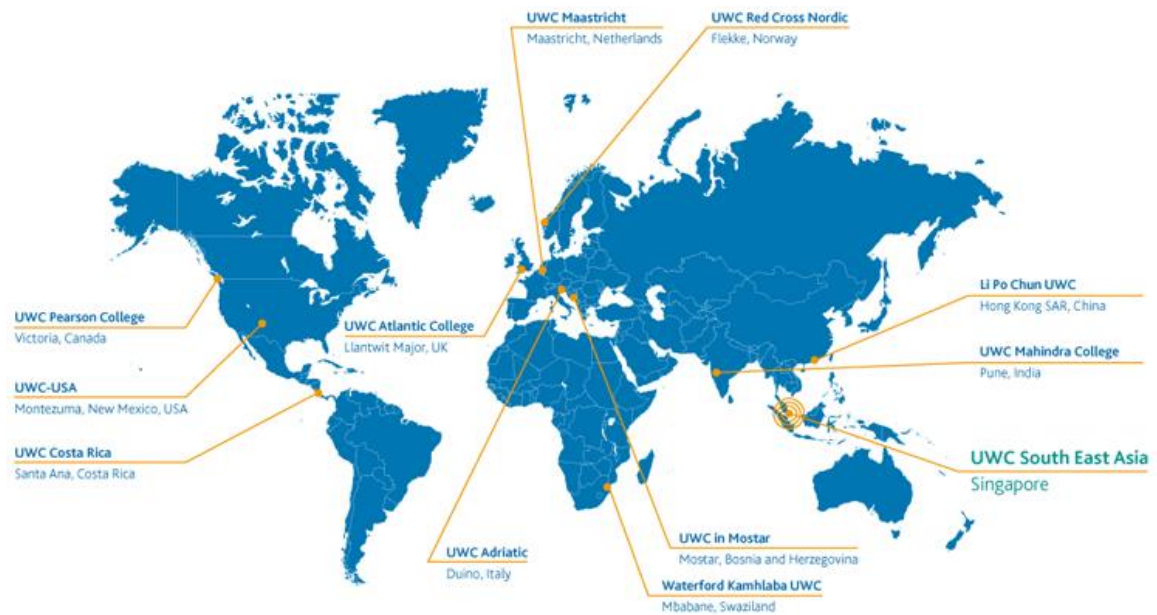 UWC Maastricht
Maastricht, Netherlands
UWC Red Cross Nordic
Flekke, Norway
UWC Pearson College
Victoria, Canada
UWC Atlantic College
Llantwit Major, UK
Li Po Chun UWC
Hong Kong SAR, China
UWC-USA
Montezuma, New Mexico, USA
UWC Mahindra College
Pune, India
UWC Costa Rica
Santa Ana, Costa Rica
UWC South East Asia
Singapore
UWC Adriatic
Duino, Italy
UWC in Mostar
Mostar, Bosnia and Herzegovina
Waterford Kamhlaba UWC
Mbabane, Swaziland